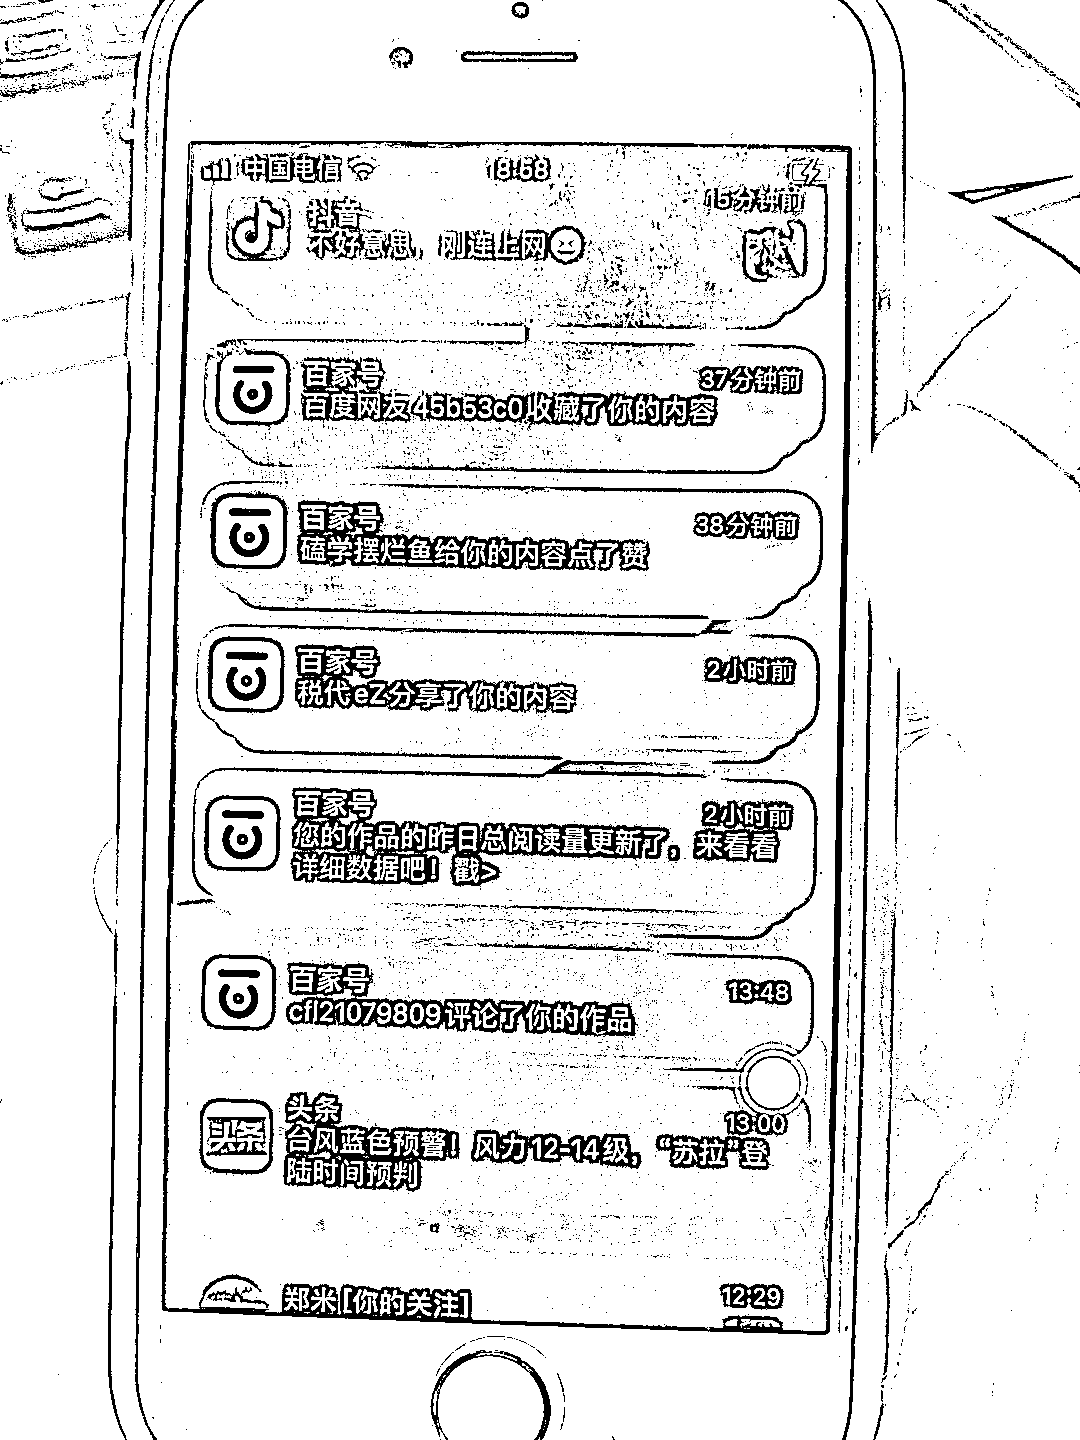 中国电信 18:58
抖音 15分钟前
不好意思，刚连上网😆
百家号 37分钟前
百度网友45b53c0收藏了你的内容
百家号 38分钟前
磕学摆烂鱼给你的内容点了赞
百家号 2小时前
税代eZ分享了你的内容
百家号 2小时前
您的作品的昨日总阅读量更新了，来看看
详细数据吧！戳>
百家号 13:48
cfl21079809评论了你的作品
头条 13:00
头条
台风蓝色预警！风力12-14级，“苏拉”登
陆时间预判
郑米[你的关注] 12:29